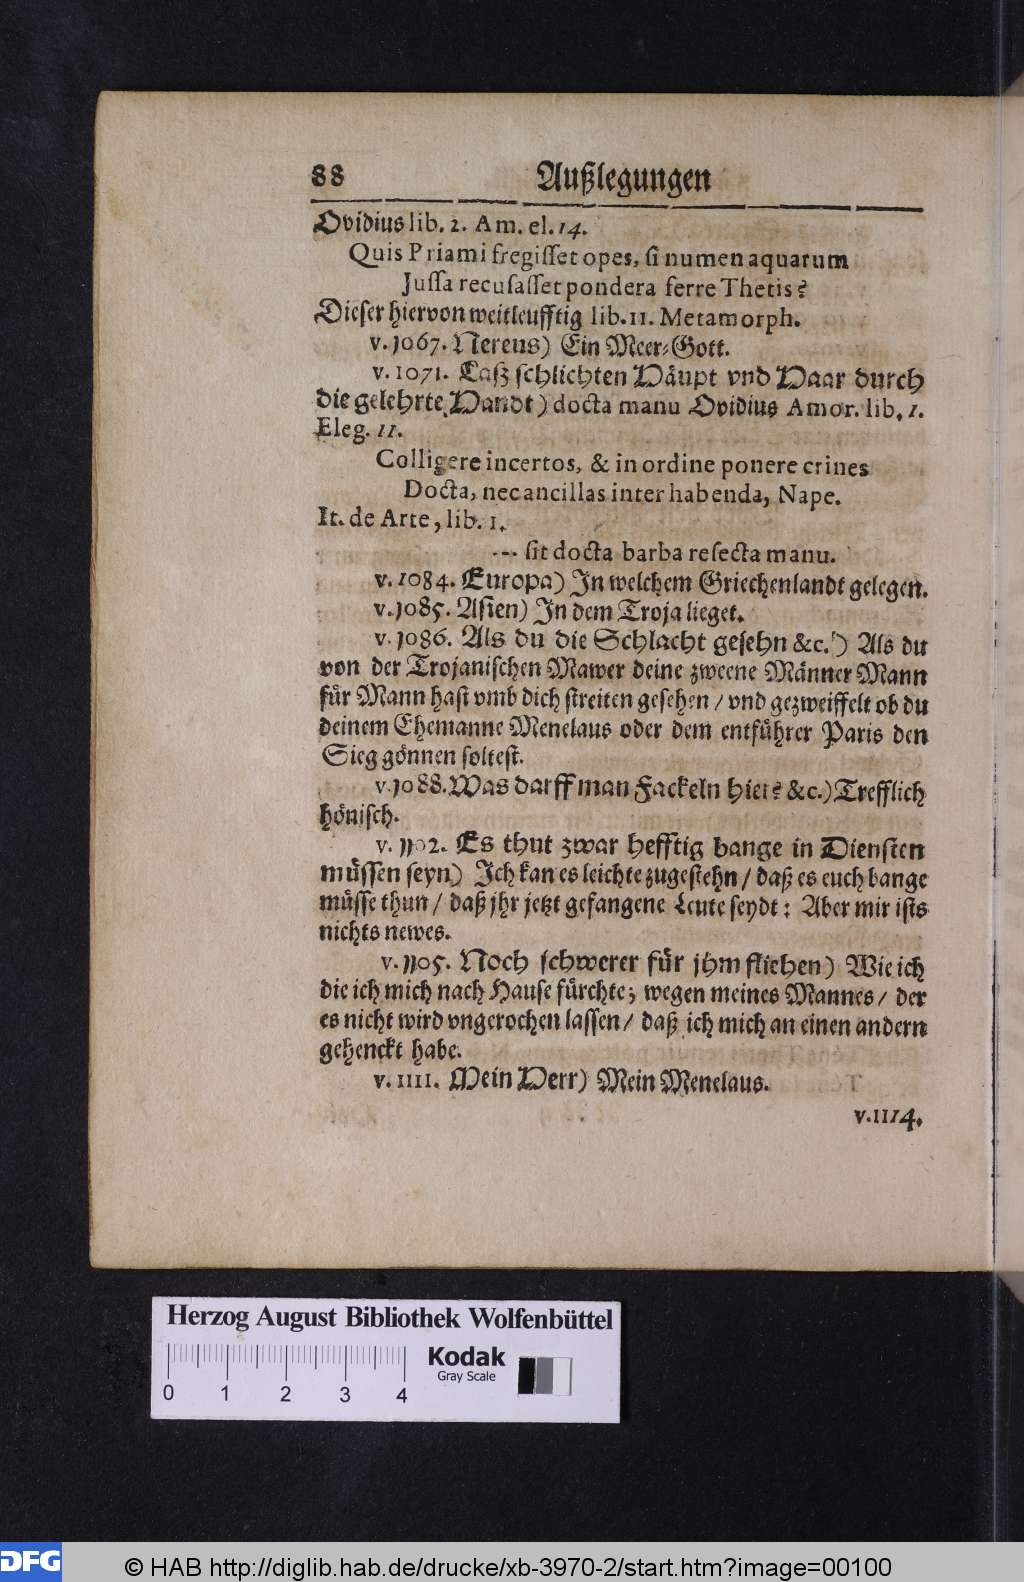 88 Außlegungen
Ovidius lib. 2. Am. el. 14.
Quis Priami fregiſſet opes, ſi numen aquarum
Juſſa recuſaſſet pondera ferre Thetis?
Dieſer hiervon weitleufftig lib. 11. Metamorph.
v. 1067. Nereus) Ein Meer-Gott.
v. 1071. Laß ſchlichten Häupt vnd Haar durch
die gelehrte Handt) docta manu Ovidius Amor. lib. 1.
Eleg. 11.
Colligere incertos, & in ordine ponere crines
Docta, nec ancillas inter habenda, Nape.
It. de Arte, lib. 1.
--- ſit docta barba reſecta manu.
v. 1084. Europa) In welchem Griechenlandt gelegen.
v. 1085. Aſien) In dem Troja lieget.
v. 1086. Als du die Schlacht geſehn &c.) Als du
von der Trojaniſchen Mawer deine zweene Männer Mann
für Mann haſt vmb dich ſtreiten geſehen / vnd gezweiffelt ob du
deinem Ehemanne Menelaus oder dem entführer Paris den
Sieg gönnen ſolteſt.
v. 1088. Was darff man Fackeln hier? &c.) Trefflich
höniſch.
v. 1102. Es thut zwar hefftig bange in Dienſten
müſſen ſeyn) Ich kan es leichte zugeſtehn / daß es euch bange
müſſe thun / daß jhr jetzt gefangene Leute ſeydt: Aber mir iſts
nichts newes.
v. 1105. Noch ſchwerer für jhm fliehen) Wie ich
die ich mich nach Hauſe fürchte; wegen meines Mannes / der
es nicht wird vngerochen laſſen / daß ich mich an einen andern
gehenckt habe.
v. 1111. Mein Herr) Mein Menelaus.
v. 1114.
Herzog August Bibliothek Wolfenbüttel
Kodak
Gray Scale
0 1 2 3 4
DFG © HAB http://diglib.hab.de/drucke/xb-3970-2/start.htm?image=00100